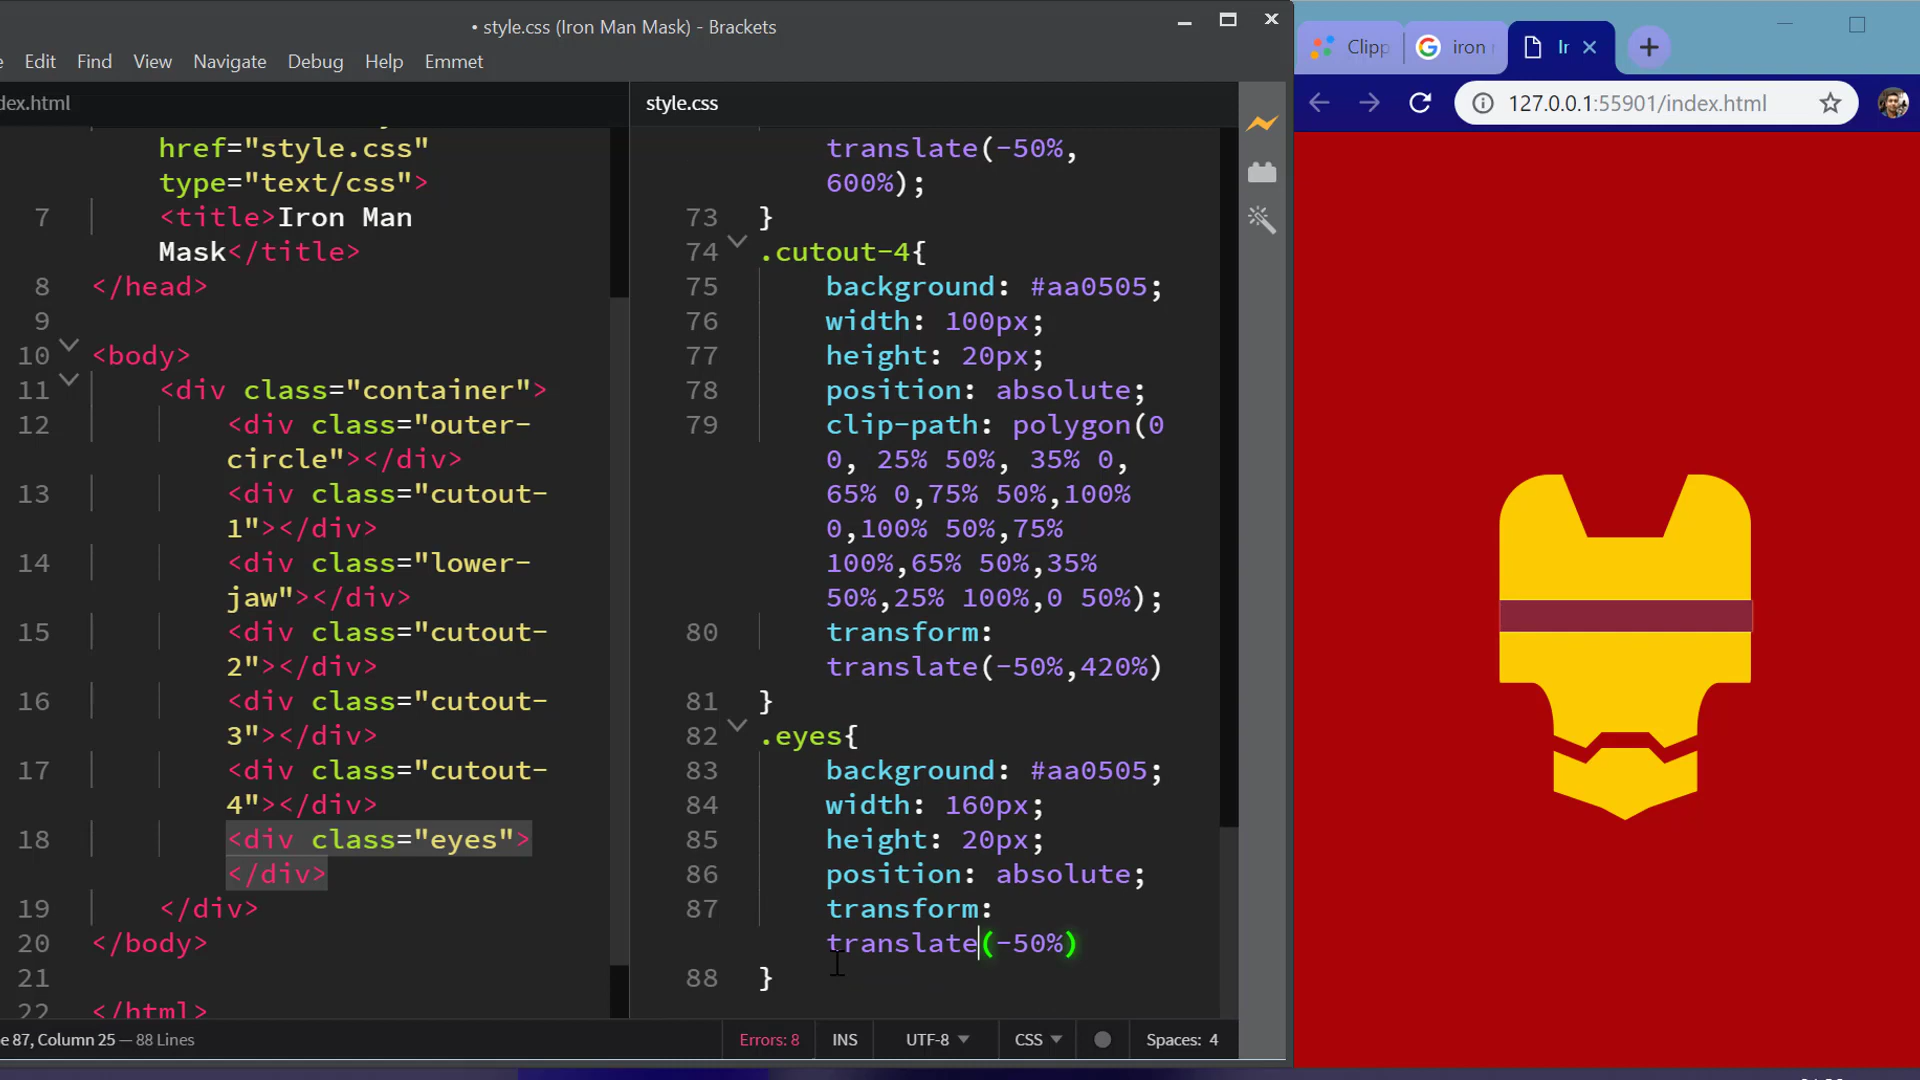 • style.css (Iron Man Mask) - Brackets
Edit Find View Navigate Debug Help Emmet
dex.html
href="style.css"
type="text/css">
7 <title>Iron Man
Mask</title>
8 </head>
9
10 <body>
11 <div class="container">
12 <div class="outer-
circle"></div>
13 <div class="cutout-
1"></div>
14 <div class="lower-
jaw"></div>
15 <div class="cutout-
2"></div>
16 <div class="cutout-
3"></div>
17 <div class="cutout-
4"></div>
18 <div class="eyes">
</div>
19 </div>
20 </body>
21
22 </html>
style.css
translate(-50%,
600%);
73 }
74 .cutout-4{
75 background: #aa0505;
76 width: 100px;
77 height: 20px;
78 position: absolute;
79 clip-path: polygon(0
0, 25% 50%, 35% 0,
65% 0,75% 50%,100%
0,100% 50%,75%
100%,65% 50%,35%
50%,25% 100%,0 50%);
80 transform:
translate(-50%,420%)
81 }
82 .eyes{
83 background: #aa0505;
84 width: 160px;
85 height: 20px;
86 position: absolute;
87 transform:
translate(-50%)
88 }
e 87, Column 25 — 88 Lines
Errors: 8 INS UTF-8 CSS Spaces: 4
Clipp
iron
Ir
127.0.0.1:55901/index.html